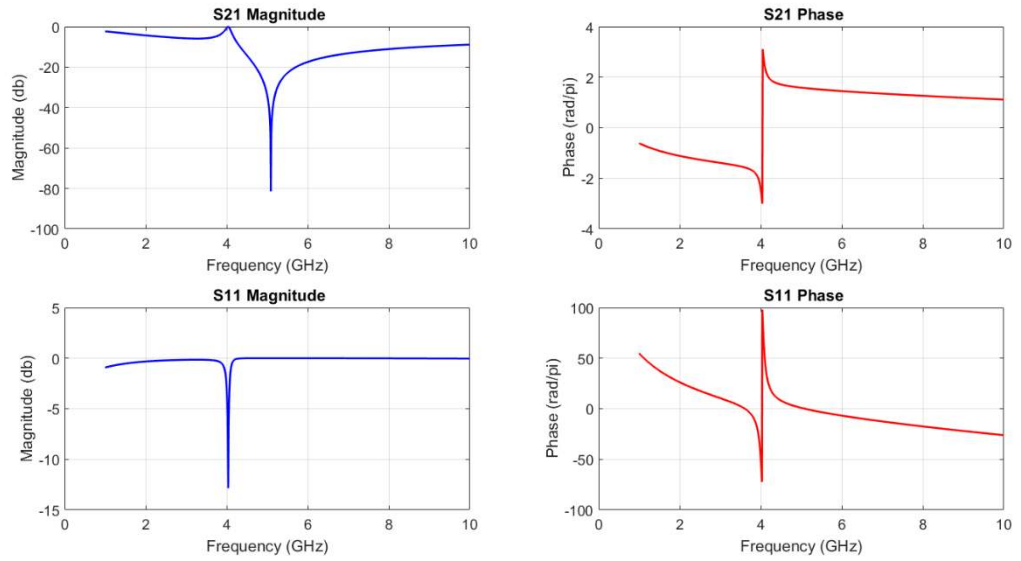 S21 Magnitude
0
-20
-40
-60
-80
-100
Magnitude (db)
0 2 4 6 8 10
Frequency (GHz)
S21 Phase
4
2
0
-2
-4
Phase (rad/pi)
0 2 4 6 8 10
Frequency (GHz)
S11 Magnitude
5
0
-5
-10
-15
Magnitude (db)
0 2 4 6 8 10
Frequency (GHz)
S11 Phase
100
50
0
-50
-100
Phase (rad/pi)
0 2 4 6 8 10
Frequency (GHz)